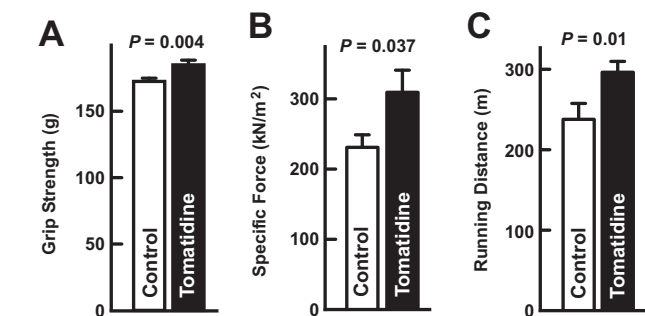 A
P = 0.004
Grip Strength (g)
150
100
50
0
Control
Tomatidine
B
P = 0.037
Specific Force (kN/m²)
300
200
100
0
Control
Tomatidine
C
P = 0.01
Running Distance (m)
300
200
100
0
Control
Tomatidine